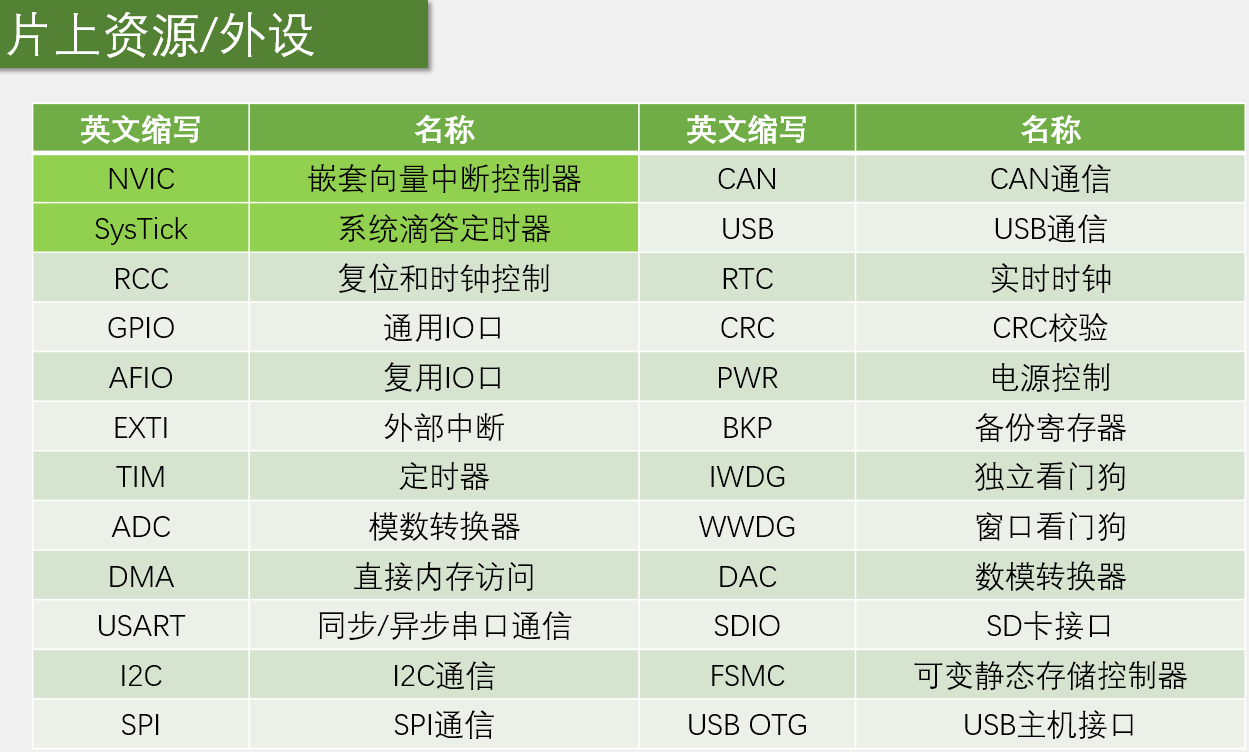 片上资源/外设
英文缩写 名称 英文缩写 名称
NVIC 嵌套向量中断控制器 CAN CAN通信
SysTick 系统滴答定时器 USB USB通信
RCC 复位和时钟控制 RTC 实时时钟
GPIO 通用IO口 CRC CRC校验
AFIO 复用IO口 PWR 电源控制
EXTI 外部中断 BKP 备份寄存器
TIM 定时器 IWDG 独立看门狗
ADC 模数转换器 WWDG 窗口看门狗
DMA 直接内存访问 DAC 数模转换器
USART 同步/异步串口通信 SDIO SD卡接口
I2C I2C通信 FSMC 可变静态存储控制器
SPI SPI通信 USB OTG USB主机接口